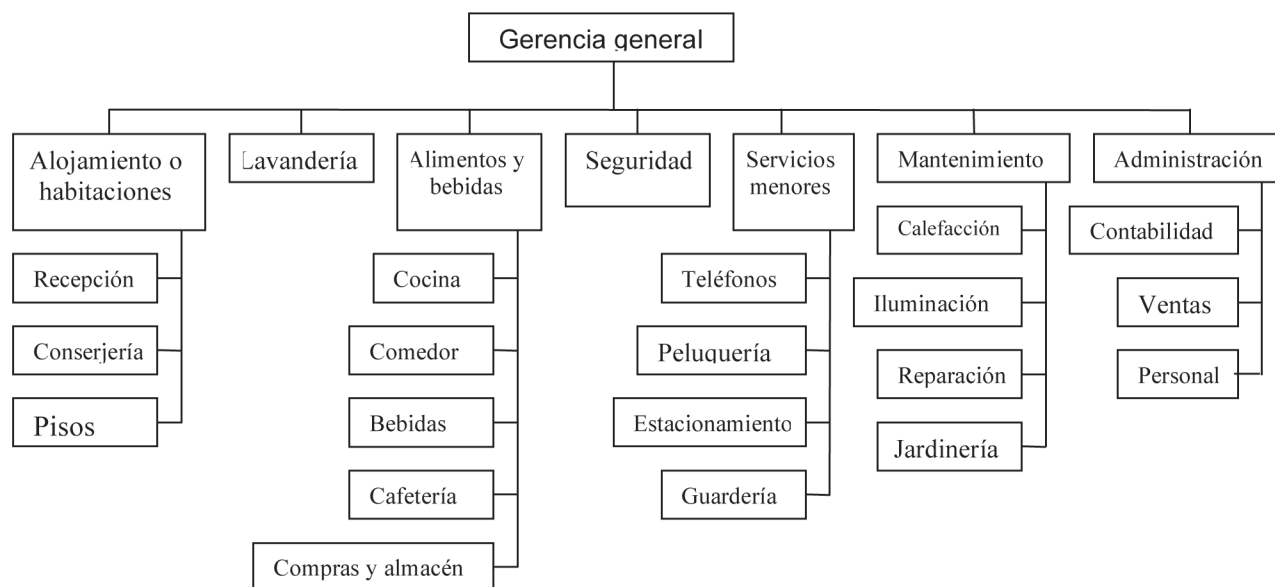 Gerencia general
Alojamiento o
habitaciones
Recepción
Conserjería
Pisos
Lavandería
Alimentos y
bebidas
Cocina
Comedor
Bebidas
Cafetería
Compras y almacén
Seguridad
Servicios
menores
Teléfonos
Peluquería
Estacionamiento
Guardería
Mantenimiento
Calefacción
Iluminación
Reparación
Jardinería
Administración
Contabilidad
Ventas
Personal